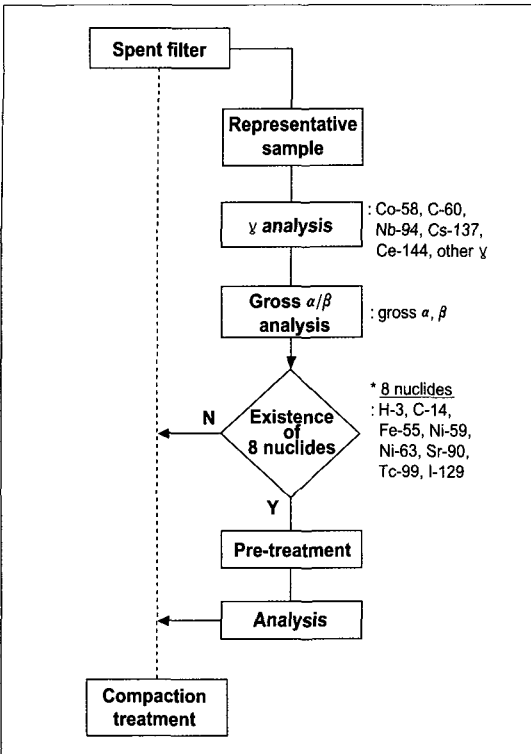 Spent filter
Representative
sample
γ analysis
: Co-58, C-60,
Nb-94, Cs-137,
Ce-144, other γ
Gross α/β
analysis
: gross α, β
* 8 nuclides
: H-3, C-14,
Fe-55, Ni-59,
Ni-63, Sr-90,
Tc-99, I-129
N
Existence
of
8 nuclides
Y
Pre-treatment
Analysis
Compaction
treatment